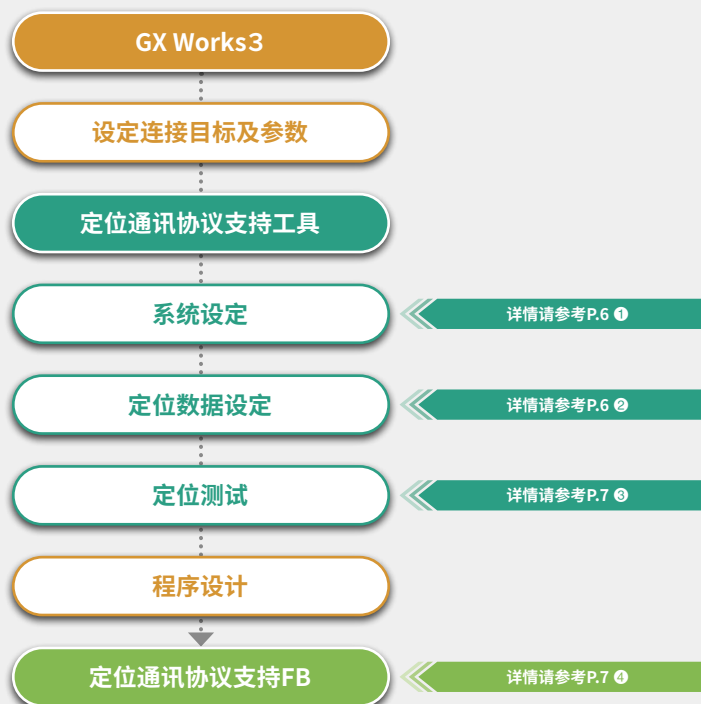 GX Works3
设定连接目标及参数
定位通讯协议支持工具
系统设定
详情请参考P.6 ❶
定位数据设定
详情请参考P.6 ❷
定位测试
详情请参考P.7 ❸
程序设计
定位通讯协议支持FB
详情请参考P.7 ❹